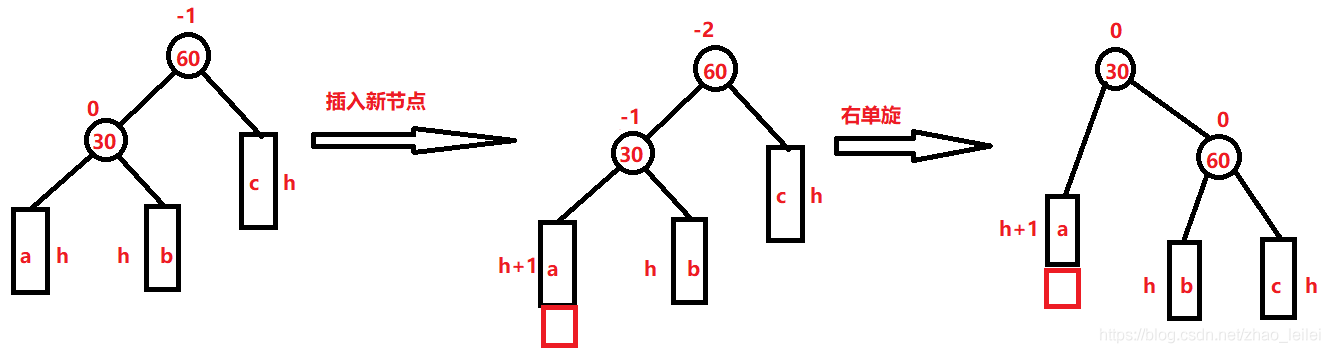 -1
60
0
30
c h
a h
h b
插入新节点
-2
60
-1
30
c h
h+1 a
h b
右单旋
0
30
0
60
h+1 a
h b
c h
https://blog.csdn.net/zhao_leilei